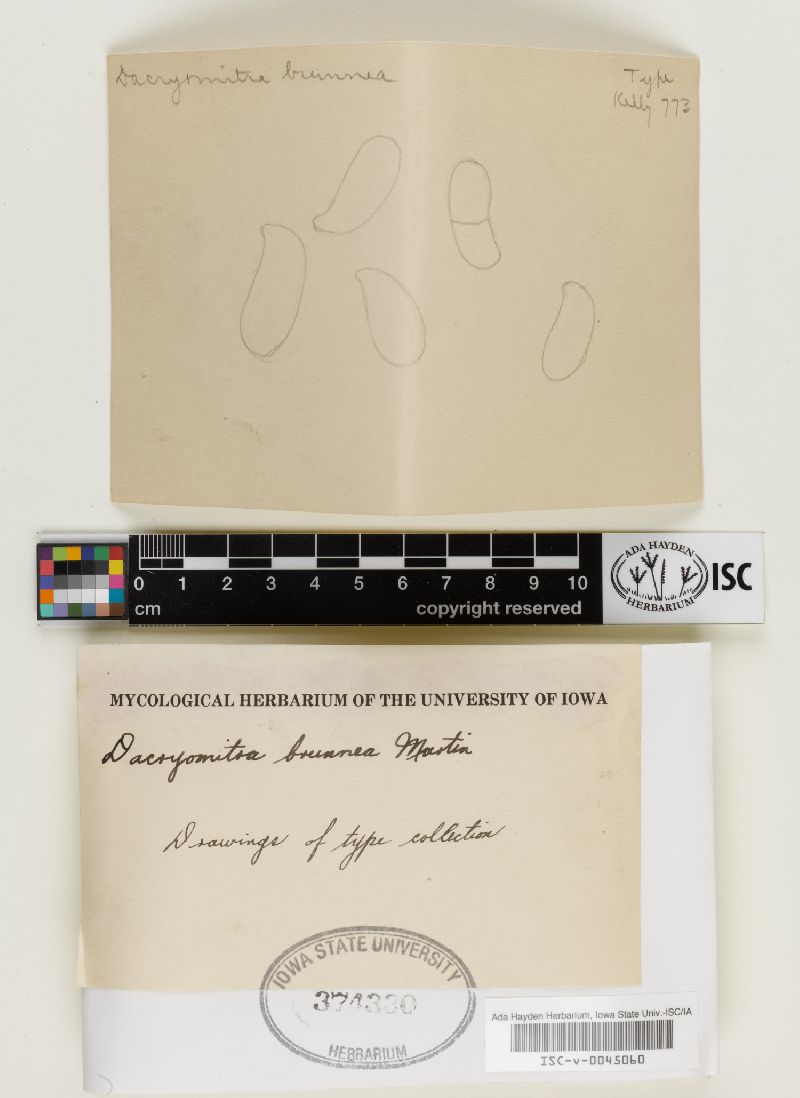 Dacryomitra brunnea
Type
Kelly 773
0 1 2 3 4 5 6 7 8 9 10
cm
copyright reserved
ADA HAYDEN
HERBARIUM
ISC
MYCOLOGICAL HERBARIUM OF THE UNIVERSITY OF IOWA
Dacryomitra brunnea Martin
Drawings of type collection
IOWA STATE UNIVERSITY
HERBARIUM
Ada Hayden Herbarium, Iowa State Univ.-ISC/IA
ISC-v-0045060